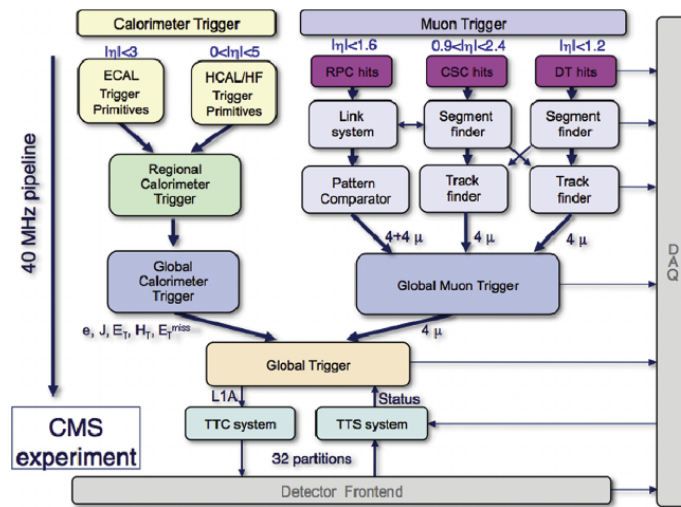 Calorimeter Trigger
Muon Trigger
|η|<3
0<|η|<5
|η|<1.6
0.9<|η|<2.4
|η|<1.2
ECAL
Trigger
Primitives
HCAL/HF
Trigger
Primitives
RPC hits
CSC hits
DT hits
Link
system
Segment
finder
Segment
finder
40 MHz pipeline
Regional
Calorimeter
Trigger
Pattern
Comparator
Track
finder
Track
finder
4+4 μ
4 μ
4 μ
DAQ
Global
Calorimeter
Trigger
Global Muon Trigger
e, J, E_T, H_T, E_T^miss
4 μ
Global Trigger
L1A
Status
TTC system
TTS system
CMS
experiment
32 partitions
Detector Frontend